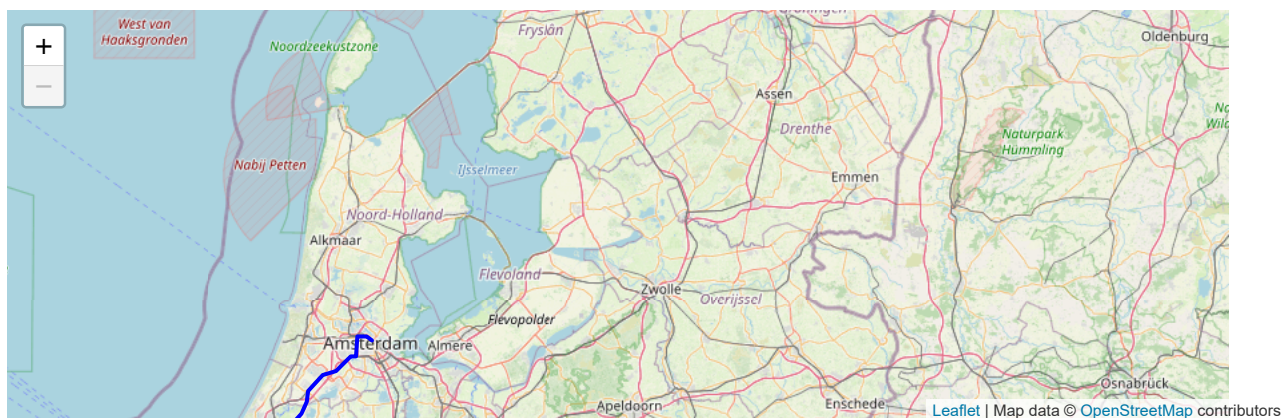 West van
Haaksgronden
+
−
Noordzeekustzone
Fryslân
Groningen
Oldenburg
Assen
Drenthe
Naturpark
Hümmling
Nabij Petten
IJsselmeer
Emmen
Noord-Holland
Alkmaar
Flevoland
Zwolle
Overijssel
Flevopolder
Amsterdam
Almere
Osnabrück
Apeldoorn
Enschede
Leaflet | Map data © OpenStreetMap contributors